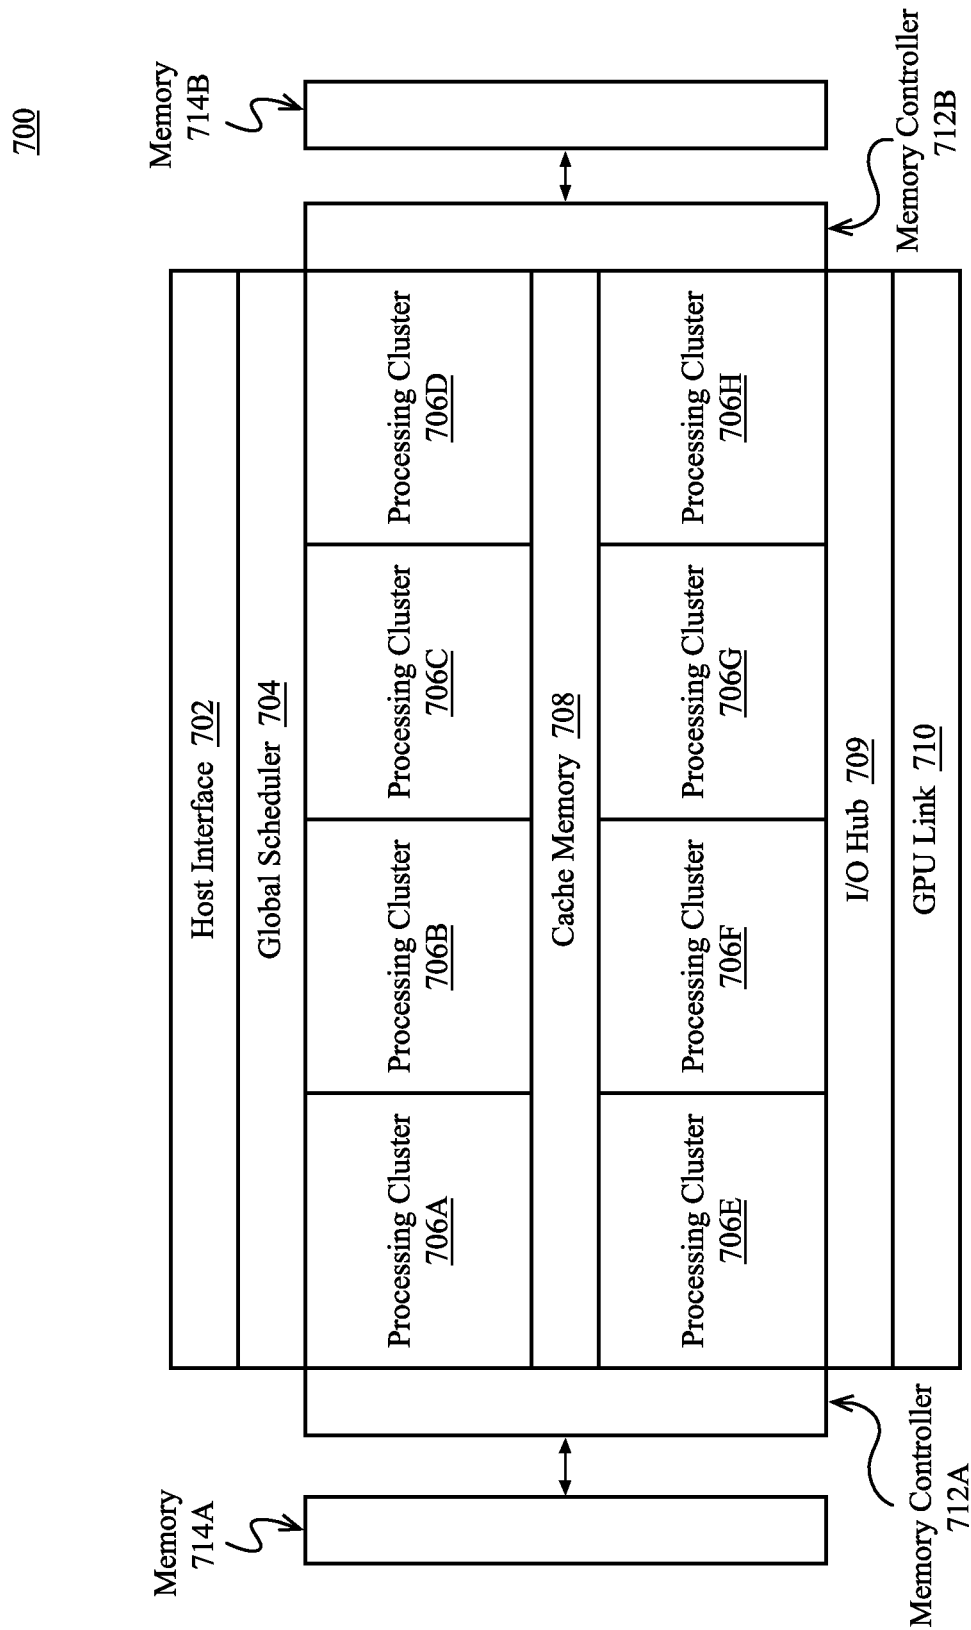 700
Host Interface 702
Global Scheduler 704
Memory
714A
Memory
714B
Processing Cluster
706A
Processing Cluster
706B
Processing Cluster
706C
Processing Cluster
706D
Cache Memory 708
Processing Cluster
706E
Processing Cluster
706F
Processing Cluster
706G
Processing Cluster
706H
I/O Hub 709
GPU Link 710
Memory Controller
712A
Memory Controller
712B